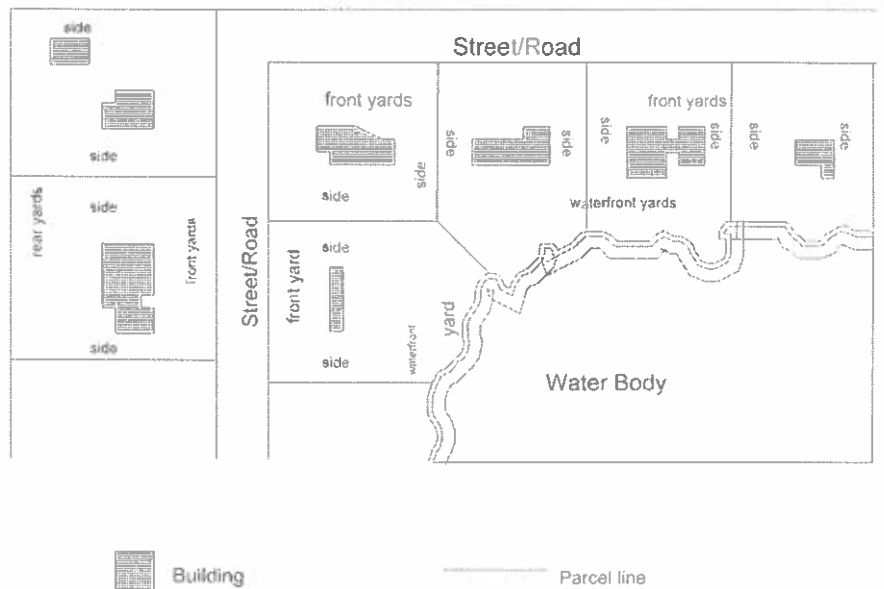 side
Street/Road
side
front yards
side
side
side
side
front yards
side
side
side
side
side
waterfront yards
rear yards
front yards
side
Street/Road
side
front yard
side
waterfront
yard
Water Body
Building
Parcel line